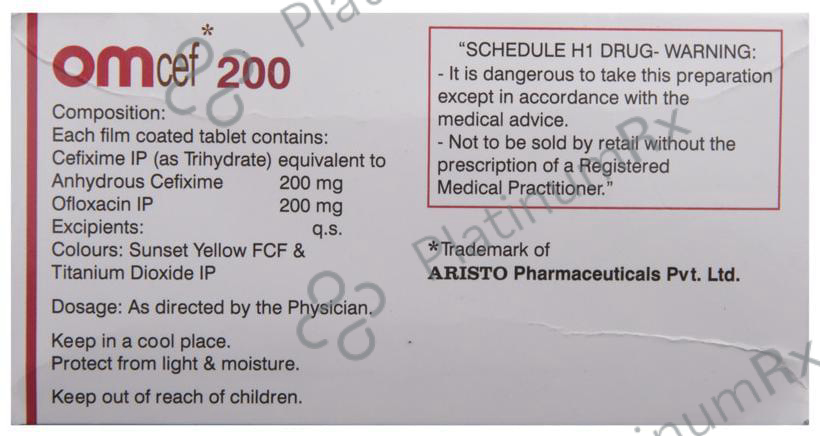 omcef* 200
Composition:
Each film coated tablet contains:
Cefixime IP (as Trihydrate) equivalent to
Anhydrous Cefixime 200 mg
Ofloxacin IP 200 mg
Excipients: q.s.
Colours: Sunset Yellow FCF &
Titanium Dioxide IP
Dosage: As directed by the Physician.
Keep in a cool place.
Protect from light & moisture.
Keep out of reach of children.
“SCHEDULE H1 DRUG- WARNING:
- It is dangerous to take this preparation
except in accordance with the
medical advice.
- Not to be sold by retail without the
prescription of a Registered
Medical Practitioner.”
*Trademark of
ARISTO Pharmaceuticals Pvt. Ltd.
PlatinumRx